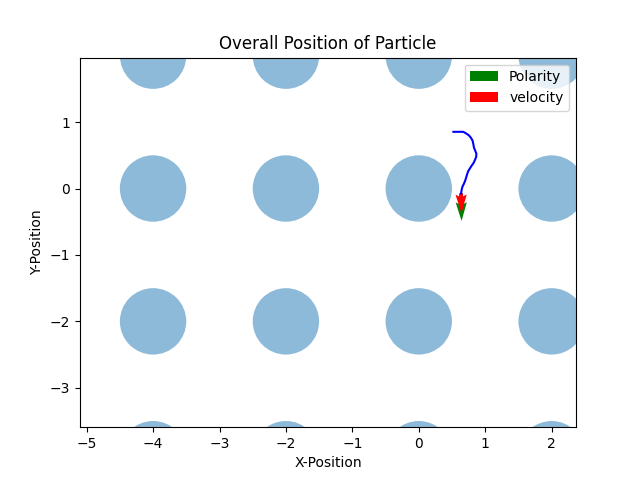 Overall Position of Particle
Polarity
velocity
1
0
−1
−2
−3
Y-Position
−5 −4 −3 −2 −1 0 1 2
X-Position